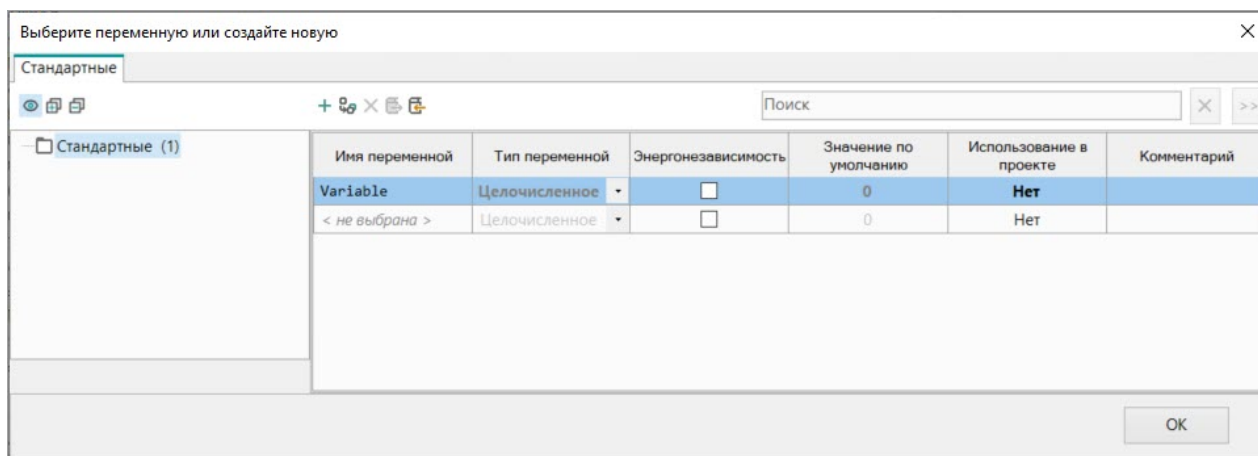 Выберите переменную или создайте новую
Стандартные
Поиск
>>
Стандартные (1)
Имя переменной Тип переменной Энергонезависимость Значение по умолчанию Использование в проекте Комментарий
Variable Целочисленное 0 Нет
< не выбрана > Целочисленное 0 Нет
OK